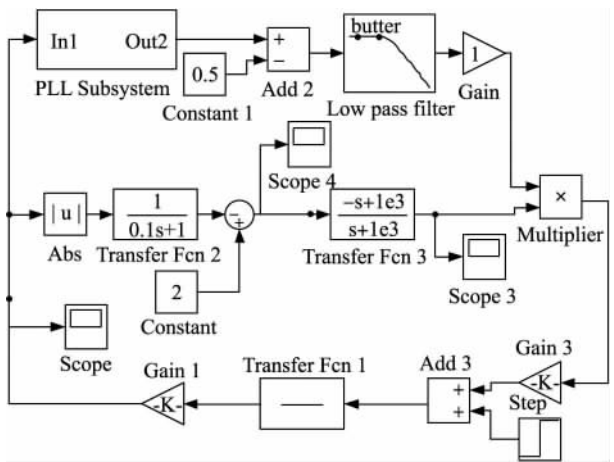 In1 Out2
PLL Subsystem
0.5
Constant 1
+
−
Add 2
butter
Low pass filter
1
Gain
Scope 4
| u |
Abs
1
0.1s+1
Transfer Fcn 2
−
+
2
Constant
−s+1e3
s+1e3
Transfer Fcn 3
Scope 3
×
Multiplier
Scope
Gain 1
-K-
Transfer Fcn 1
Add 3
+
+
Gain 3
-K-
Step